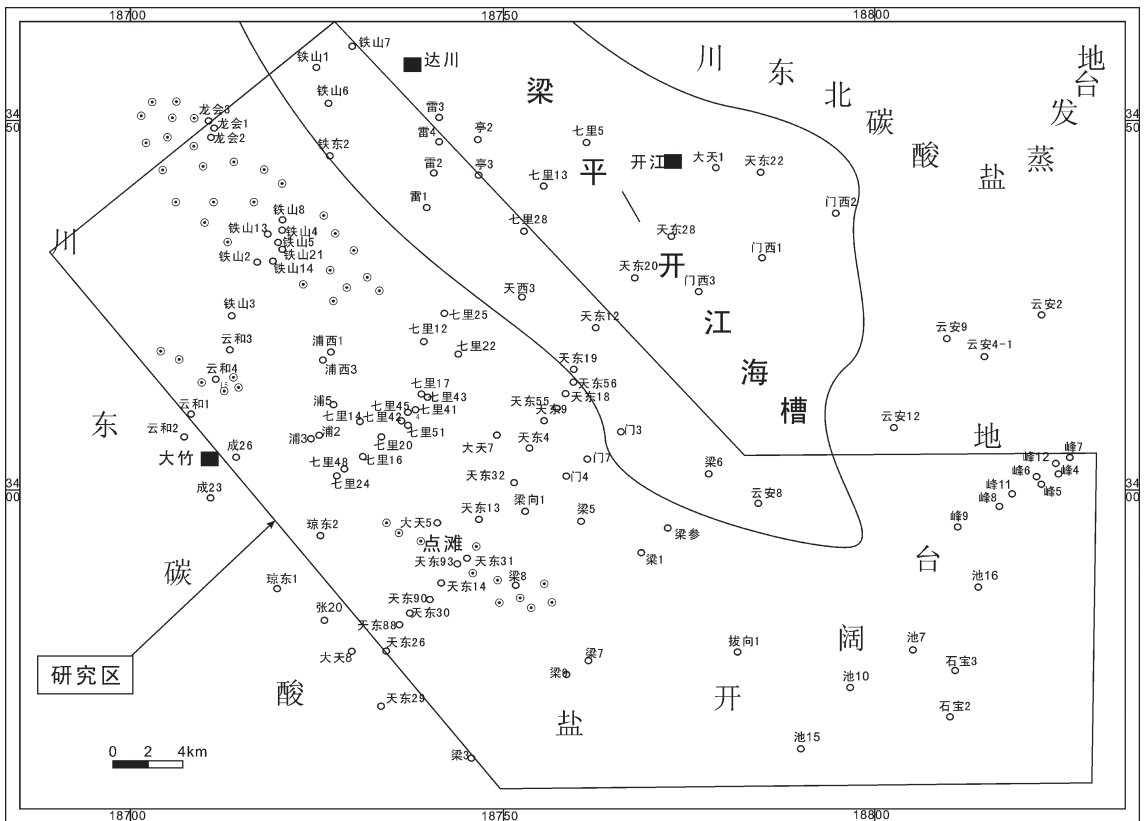 18700
18750
18800
34
50
34
50
34
00
34
00
18700
18750
18800
铁山7
铁山1
达川
铁山6
龙会3
龙会1
龙会2
铁东2
雷3
雷4
亭2
雷2
亭3
雷1
七里5
七里13
七里28
开江
大天1
天东22
门西2
天东28
门西1
天东20
门西3
梁平—开江海槽
川东北碳酸盐蒸发台地
川东碳酸盐开阔台地
铁山8
铁山13
铁山4
铁山5
铁山21
铁山2
铁山14
铁山3
云和3
云和4
云和1
云和2
大竹
成26
成23
天西3
天东12
七里25
七里12
七里22
浦西1
浦西3
天东19
天东56
天东18
天东55
天东9
七里17
七里43
七里45
七里41
七里14
七里42
七里51
七里20
七里16
七里48
七里24
浦5
浦3
浦2
大天7
天东4
天东32
门3
门7
门4
梁6
云安8
云安2
云安9
云安4-1
云安12
峰7
峰12
峰4
峰6
峰5
峰11
峰8
峰9
琼东2
大天5
天东13
梁向1
梁5
梁参
梁1
点滩
天东93
天东31
天东14
梁8
琼东1
张20
天东90
天东30
天东88
天东26
大天8
天东29
梁7
梁9
梁3
拔向1
池16
池7
池10
石宝3
石宝2
池15
研究区
0 2 4km